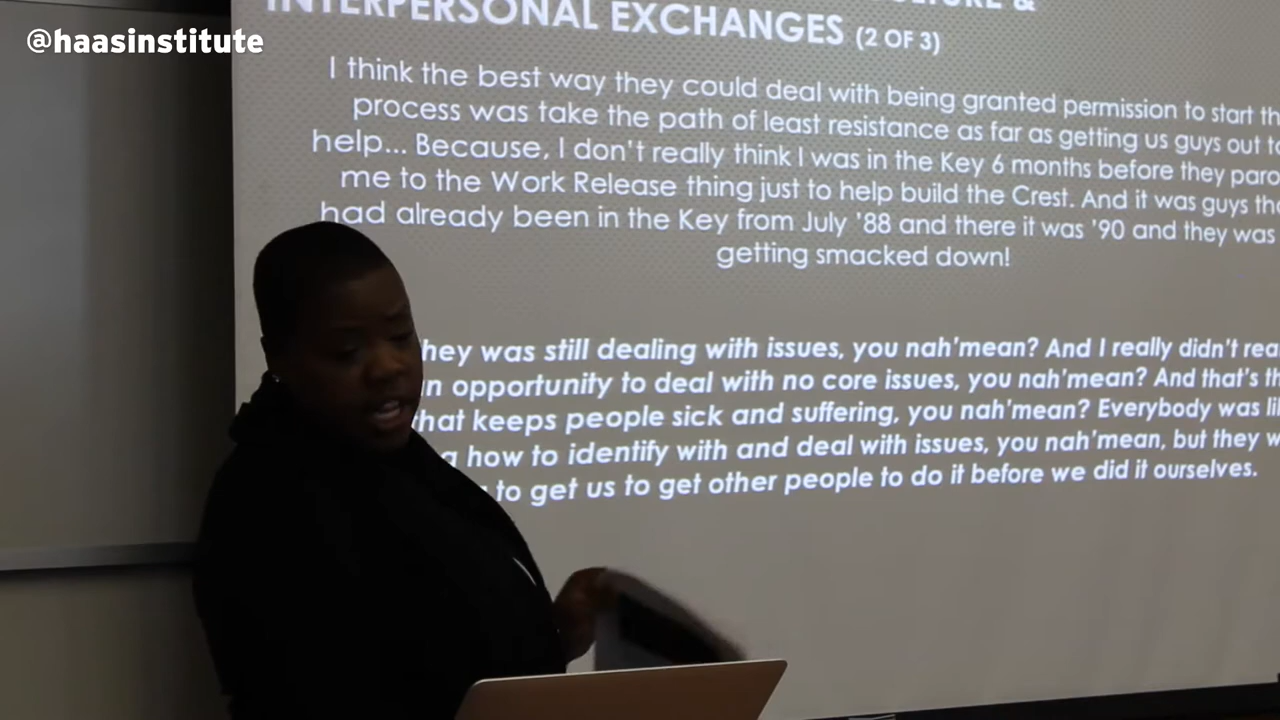 @haasinstitute
&
INTERPERSONAL EXCHANGES (2 OF 3)
I think the best way they could deal with being granted permission to start th
process was take the path of least resistance as far as getting us guys out to
help... Because, I don't really think I was in the Key 6 months before they paro
me to the Work Release thing just to help build the Crest. And it was guys tha
had already been in the Key from July '88 and there it was '90 and they was
getting smacked down!
hey was still dealing with issues, you nah'mean? And I really didn't rea
n opportunity to deal with no core issues, you nah'mean? And that's th
hat keeps people sick and suffering, you nah'mean? Everybody was li
g how to identify with and deal with issues, you nah'mean, but they w
to get us to get other people to do it before we did it ourselves.